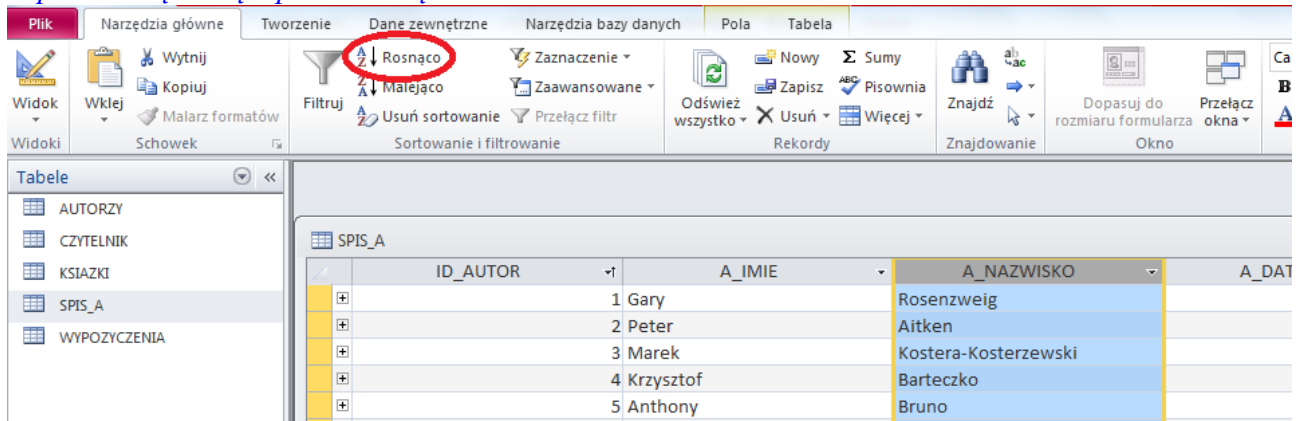 Plik Narzędzia główne Tworzenie Dane zewnętrzne Narzędzia bazy danych Pola Tabela
Widok
Widoki
Wklej
Wytnij
Kopiuj
Malarz formatów
Schowek
Filtruj
Rosnąco
Malejąco
Usuń sortowanie
Zaznaczenie
Zaawansowane
Przełącz filtr
Sortowanie i filtrowanie
Odśwież
wszystko
Nowy
Zapisz
Usuń
Σ Sumy
Pisownia
Więcej
Rekordy
Znajdź
Znajdowanie
Dopasuj do
rozmiaru formularza
Przełącz
okna
Okno
Ca
B
A
Tabele
AUTORZY
CZYTELNIK
KSIAZKI
SPIS_A
WYPOZYCZENIA
SPIS_A
ID_AUTOR A_IMIE A_NAZWISKO A_DAT
1 Gary Rosenzweig
2 Peter Aitken
3 Marek Kostera-Kosterzewski
4 Krzysztof Barteczko
5 Anthony Bruno